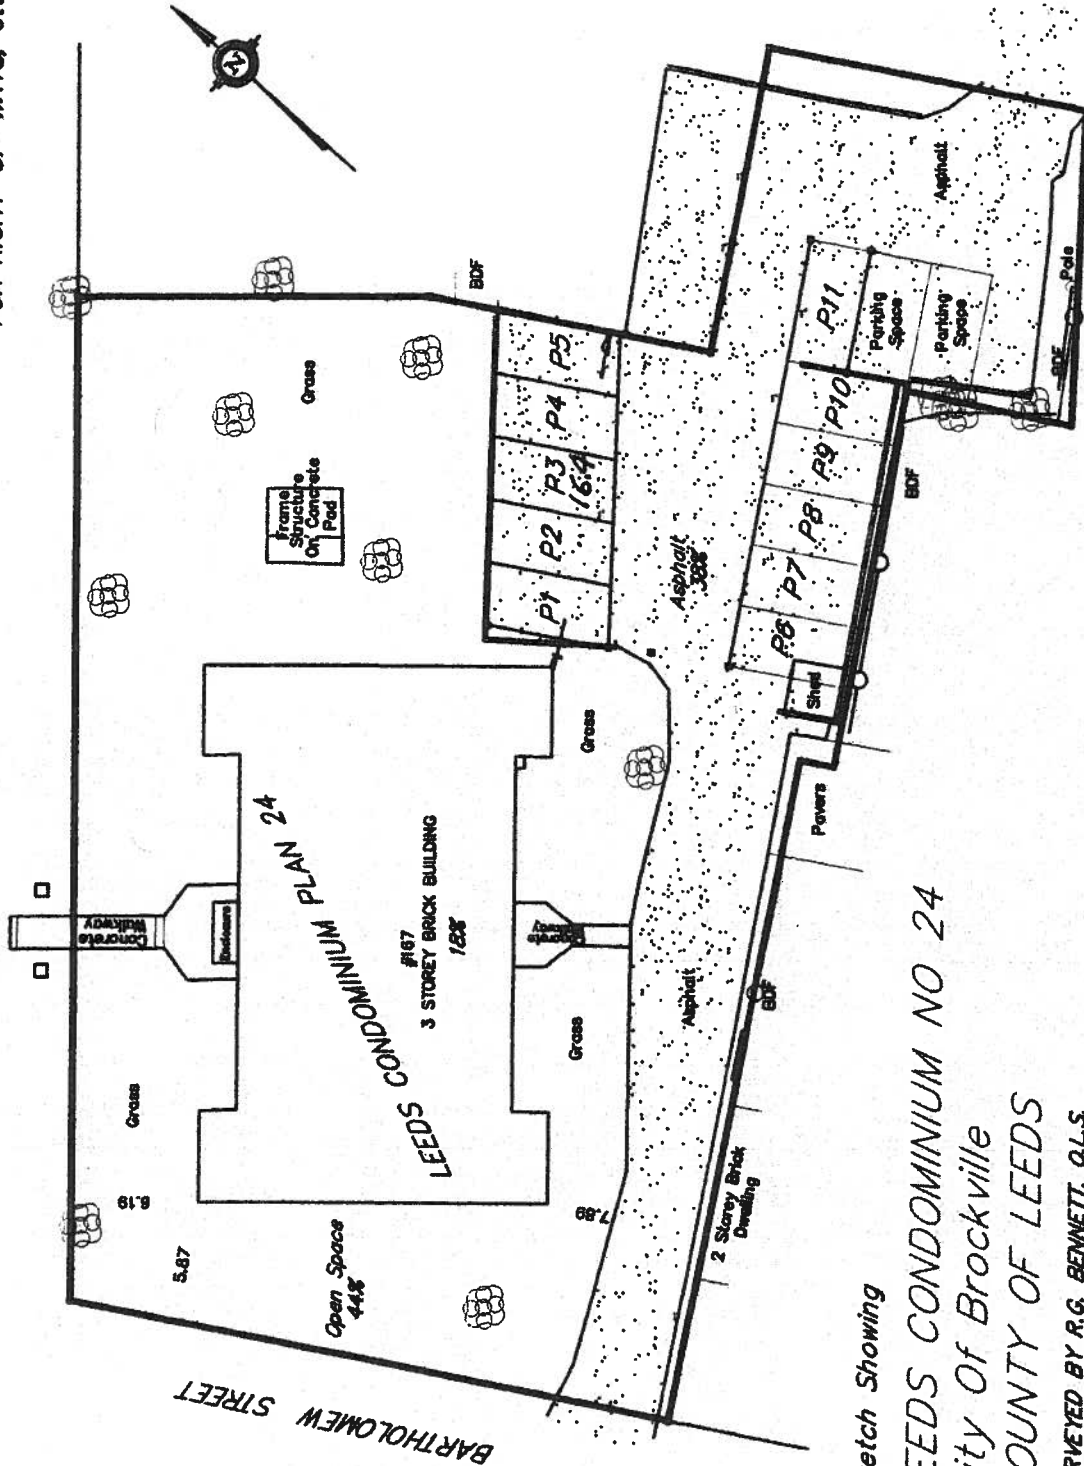 N
BDF
Grass
Frame
Structure
On Concrete
Pad
P1
P2
P3
16.4
P4
P5
Asphalt
38%
P6
P7
P8
P9
P10
P11
Parking
Space
Parking
Space
Asphalt
BDF
Pole
BDF
Shed
Pavers
Grass
Concrete
Walkway
Enclosure
LEEDS CONDOMINIUM PLAN 24
#167
3 STOREY BRICK BUILDING
18%
Concrete
Grass
Asphalt
BDF
Grass
6.19
5.87
7.89
Open Space
44%
2 Storey Brick
Dwelling
BARTHOLOMEW STREET
etch Showing
EEDS CONDOMINIUM NO 24
ity Of Brockville
OUNTY OF LEEDS
RVEYED BY R.G. BENNETT, O.L.S.